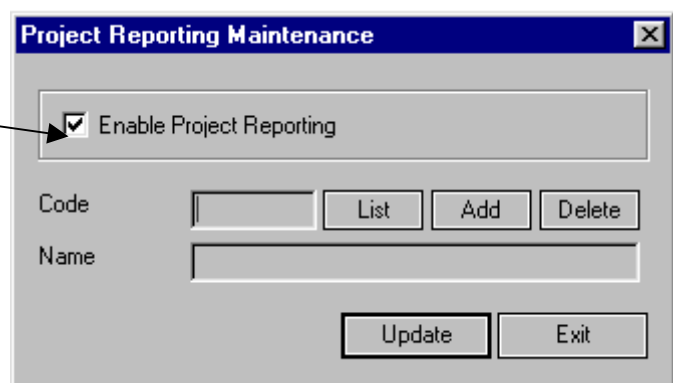 Project Reporting Maintenance
Enable Project Reporting
Code List Add Delete
Name
Update Exit